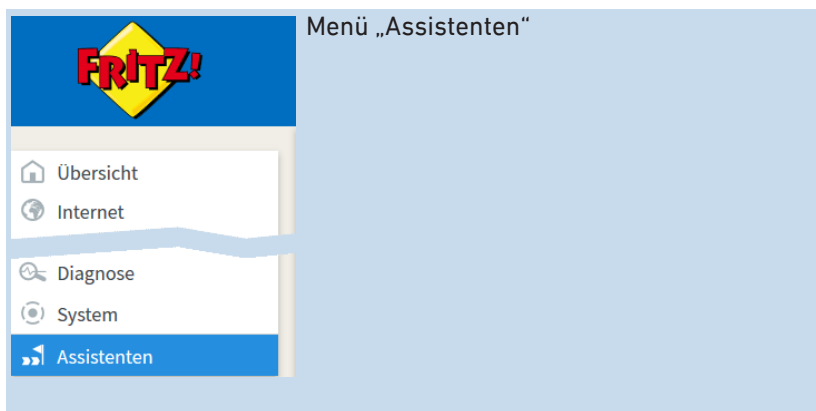 Menü „Assistenten“
FRITZ!
Übersicht
Internet
Diagnose
System
Assistenten